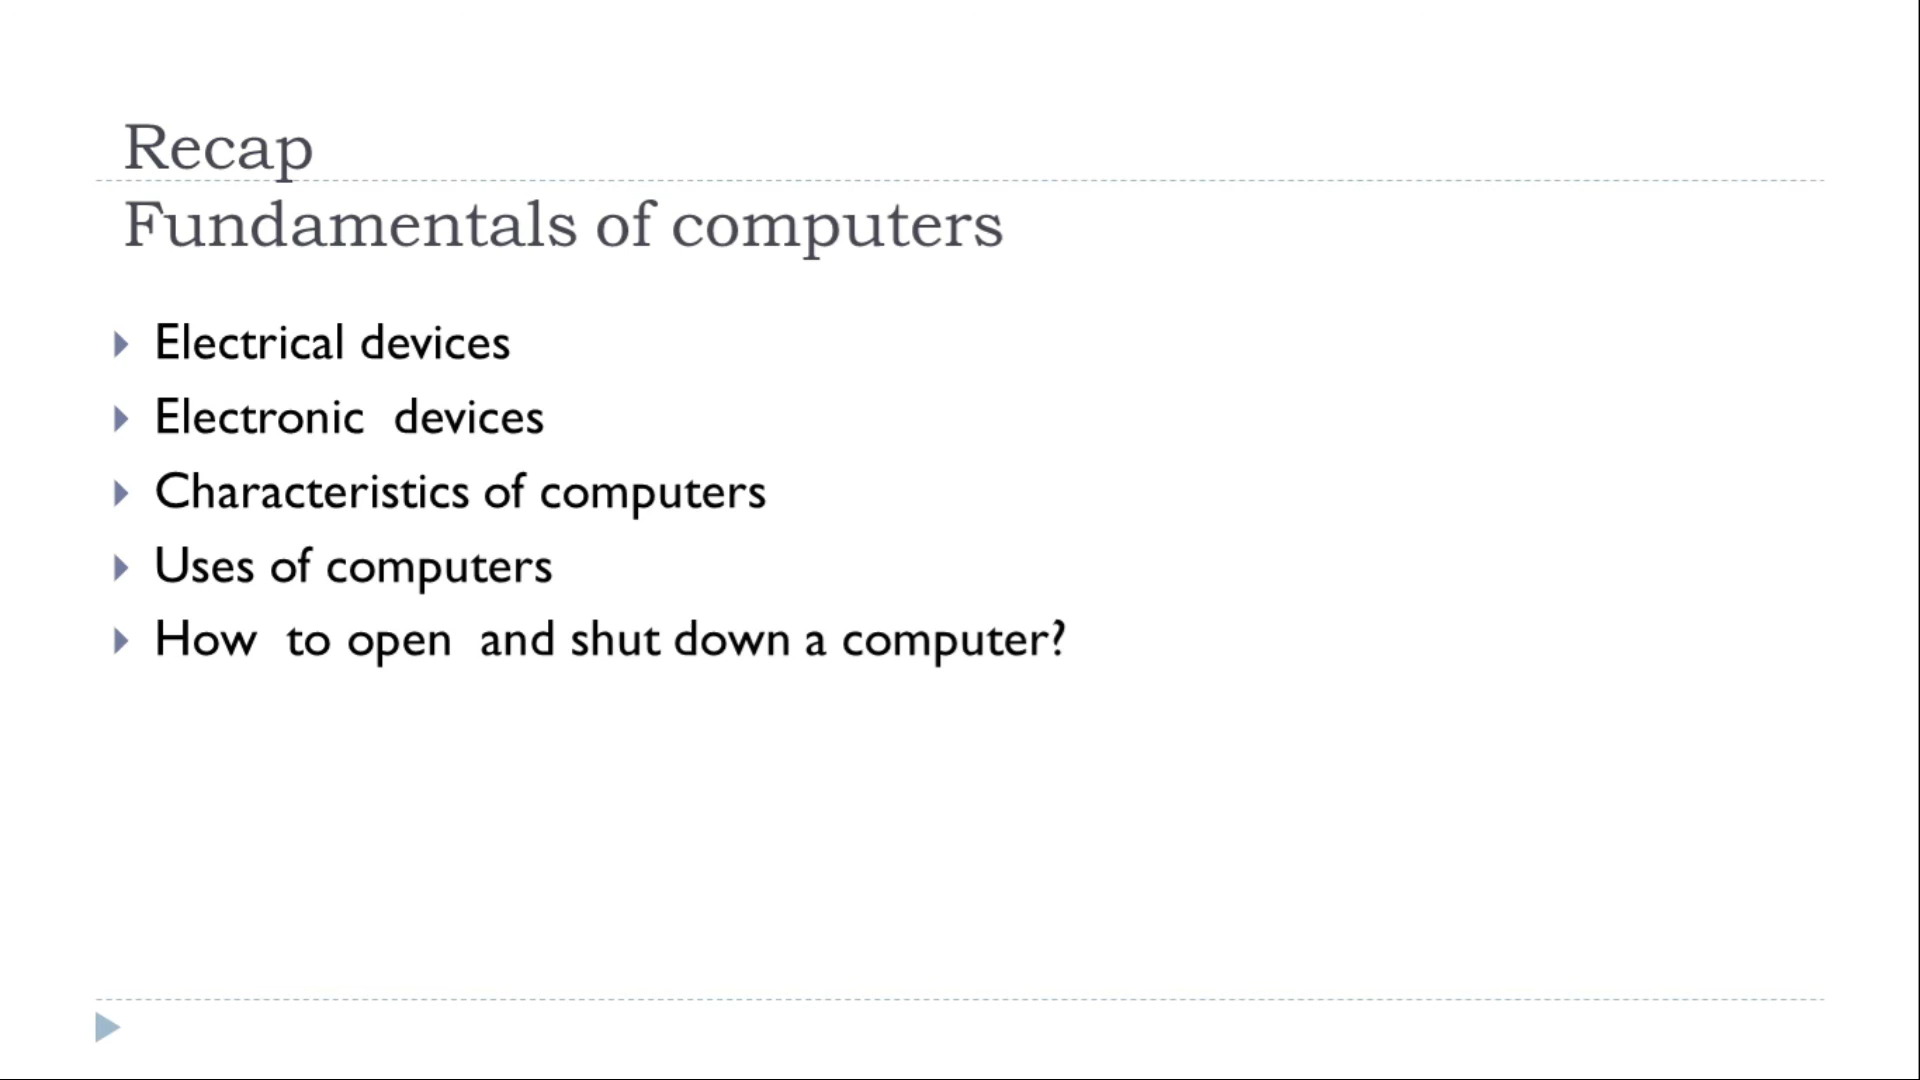 Recap
Fundamentals of computers
Electrical devices
Electronic  devices
Characteristics of computers
Uses of computers
How  to open  and shut down a computer?